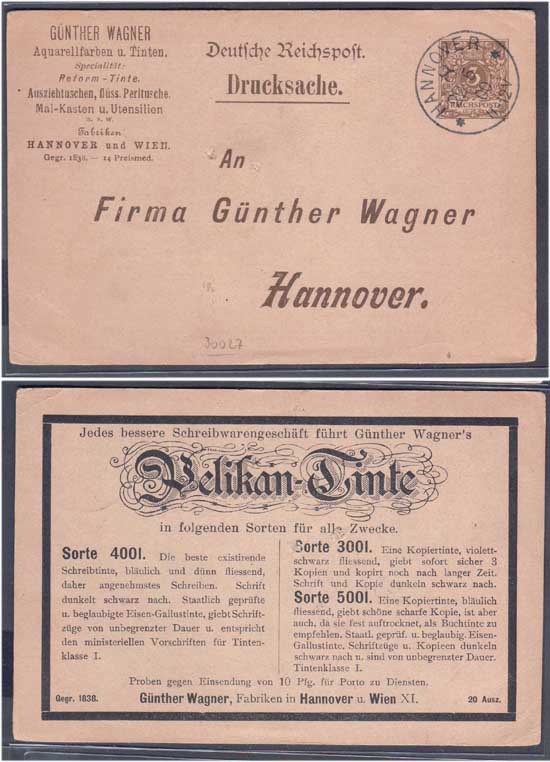 GÜNTHER WAGNER
Aquarellfarben u. Tinten.
Specialität:
Reform-Tinte.
Ausziehtuschen, flüss. Perltusche.
Mal-Kasten u. Utensilien
u. s. w.
Fabriken
HANNOVER und WIEN.
Gegr. 1838. — 14 Preismed.
Deutsche Reichspost.
Drucksache.
HANNOVER
REICHSPOST
An
Firma Günther Wagner
Hannover.
30027
Jedes bessere Schreibwarengeschäft führt Günther Wagner's
Pelikan-Tinte
in folgenden Sorten für alle Zwecke.
Sorte 4001. Die beste existirende
Schreibtinte, bläulich und dünn fliessend,
daher angenehmstes Schreiben. Schrift
dunkelt schwarz nach. Staatlich geprüfte
u. beglaubigte Eisen-Gallustinte, giebt Schrift-
züge von unbegrenzter Dauer u. entspricht
den ministeriellen Vorschriften für Tinten-
klasse I.
Sorte 3001. Eine Kopiertinte, violett-
schwarz fliessend, giebt sofort sicher 3
Kopien und kopirt noch nach langer Zeit.
Schrift und Kopie dunkeln schwarz nach.
Sorte 5001. Eine Kopiertinte, bläulich
fliessend, giebt schöne scharfe Kopie, ist aber
auch, da sie fest auftrocknet, als Buchtinte zu
empfehlen. Staatl. geprüf. u. beglaubig. Eisen-
Gallustinte. Schriftzüge u. Kopieen dunkeln
schwarz nach u. sind von unbegrenzter Dauer.
Tintenklasse I.
Proben gegen Einsendung von 10 Pfg. für Porto zu Diensten.
Gegr. 1838. Günther Wagner, Fabriken in Hannover u. Wien XI. 20 Ausz.